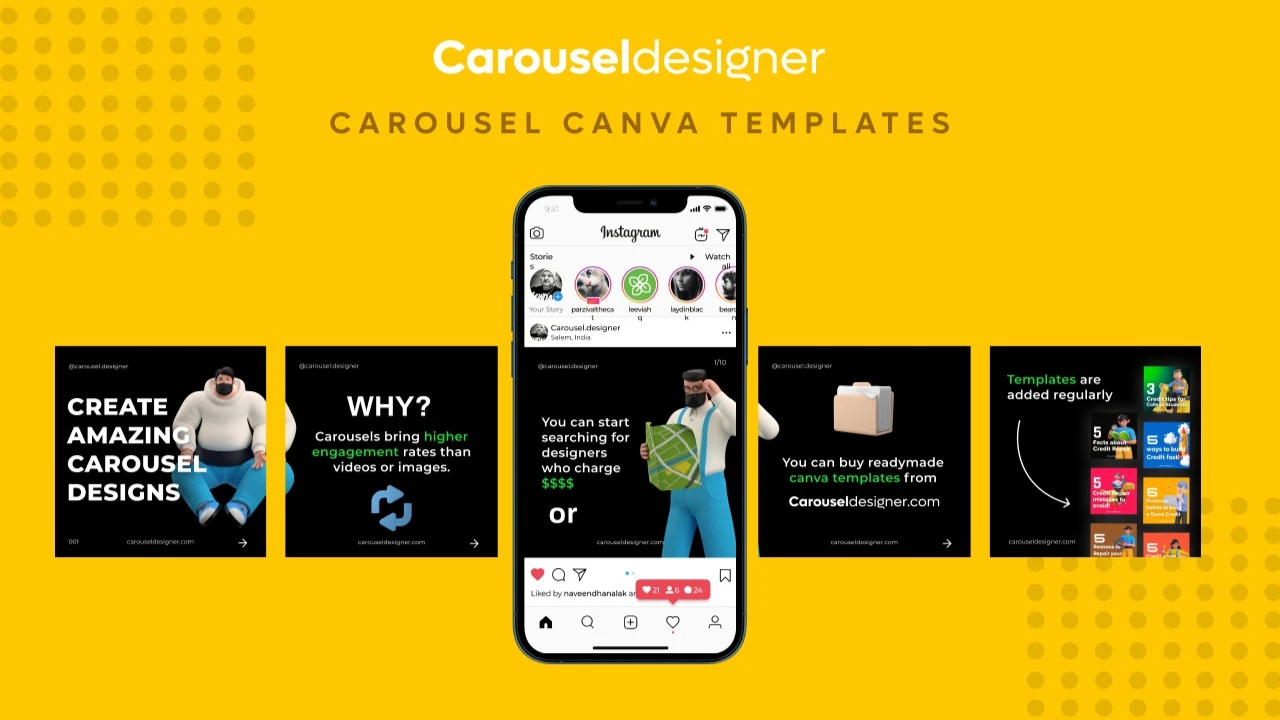 Carouseldesigner
CAROUSEL CANVA TEMPLATES
@carousel.designer
CREATE
AMAZING
CAROUSEL
DESIGNS
001
carouseldesigner.com
@carousel.designer
WHY?
Carousels bring higher
engagement rates than
videos or images.
carouseldesigner.com
9:41
Instagram
Storie
s
Watch
all
Your Story
parzivaltheca
t
leeviah
q
laydinblac
k
beard
n
Carousel.designer
Salem, India
@carousel.designer
1/10
You can start
searching for
designers
who charge
$$$$
or
carouseldesigner.com
Liked by naveendhanalak
21 6 24
@carousel.designer
You can buy readymade
canva templates from
Carouseldesigner.com
carouseldesigner.com
Templates are
added regularly
3
Credit tips for
College Students
5
Facts about
Credit Repair
5
ways to build
Credit fast!
5
Credit Repair
mistakes to
avoid!
5
Financial
habits to build
a Good Credit
5
Reasons to
Repair your
5
Credit score
carouseldesigner.com